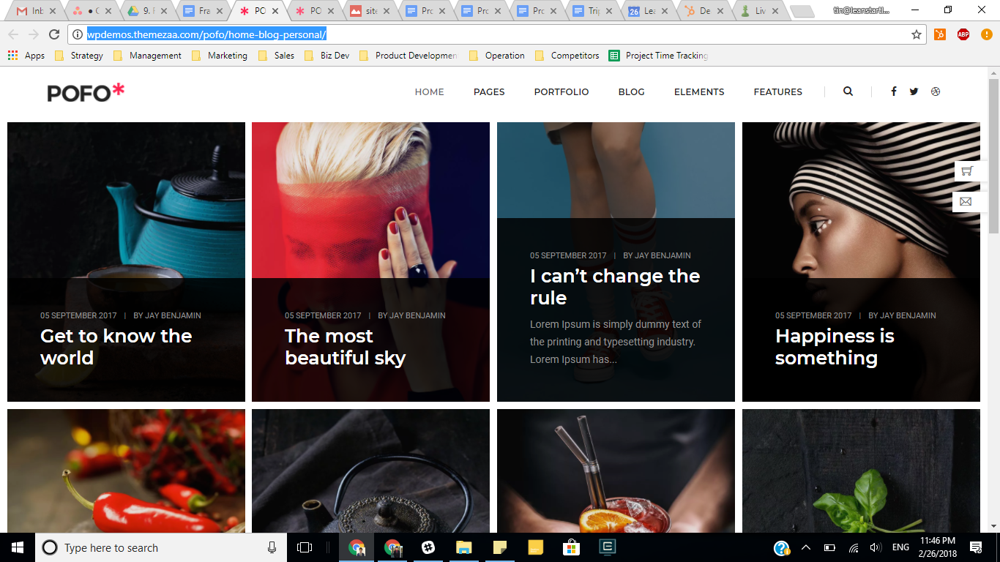 Inb
9. F
Fra
PO
PO
site
Pro
Pro
Pro
Trip
26
Lea
De
Liv
tin@leanstartl...
wpdemos.themezaa.com/pofo/home-blog-personal/
ABP
Apps
Strategy
Management
Marketing
Sales
Biz Dev
Product Developmen
Operation
Competitors
Project Time Tracking
POFO*
HOME
PAGES
PORTFOLIO
BLOG
ELEMENTS
FEATURES
05 SEPTEMBER 2017 | BY JAY BENJAMIN
Get to know the
world
05 SEPTEMBER 2017 | BY JAY BENJAMIN
The most
beautiful sky
05 SEPTEMBER 2017 | BY JAY BENJAMIN
I can’t change the
rule
Lorem Ipsum is simply dummy text of
the printing and typesetting industry.
Lorem Ipsum has...
05 SEPTEMBER 2017 | BY JAY BENJAMIN
Happiness is
something
Type here to search
ENG
11:46 PM
2/26/2018